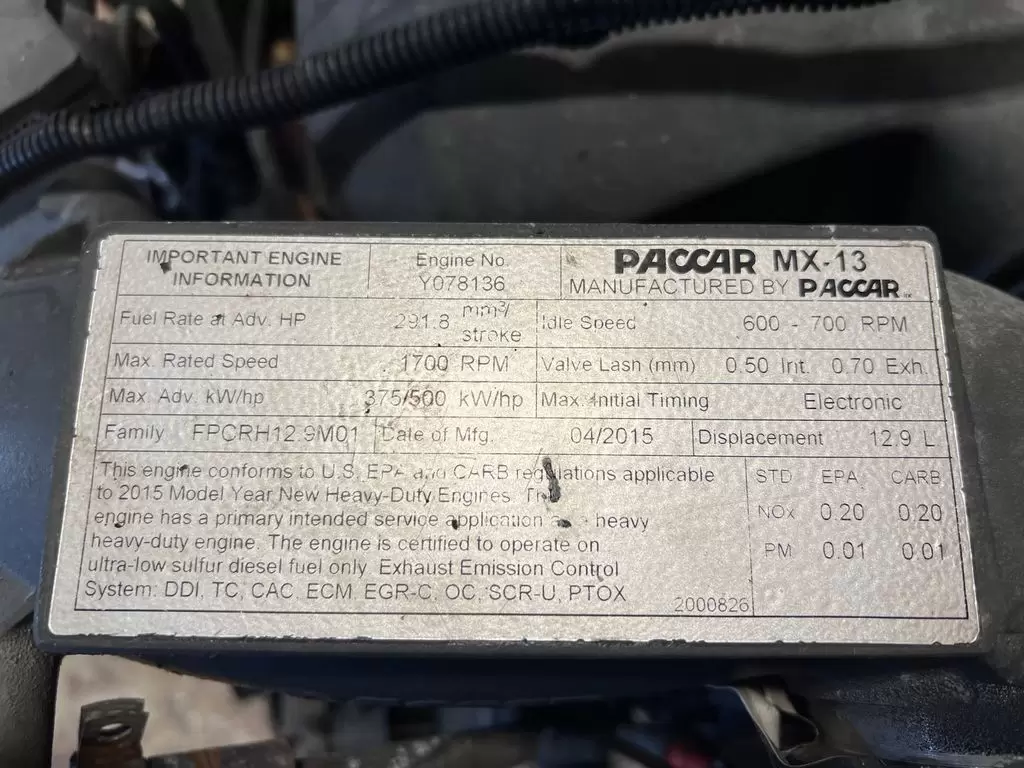 IMPORTANT ENGINE INFORMATION
Engine No. Y078136
PACCAR MX-13
MANUFACTURED BY PACCAR
Fuel Rate at Adv. HP 291.8 mm³/stroke
Idle Speed 600 - 700 RPM
Max. Rated Speed 1700 RPM
Valve Lash (mm) 0.50 Int. 0.70 Exh.
Max. Adv. kW/hp 375/500 kW/hp
Max. Initial Timing Electronic
Family FPCRH12.9M01
Date of Mfg. 04/2015
Displacement 12.9 L
This engine conforms to U.S. EPA and CARB regulations applicable
to 2015 Model Year New Heavy-Duty Engines. This
engine has a primary intended service application as a heavy
heavy-duty engine. The engine is certified to operate on
ultra-low sulfur diesel fuel only. Exhaust Emission Control
System: DDI, TC, CAC, ECM, EGR-C, OC, SCR-U, PTOX
2000826
STD EPA CARB
NOx 0.20 0.20
PM 0.01 0.01